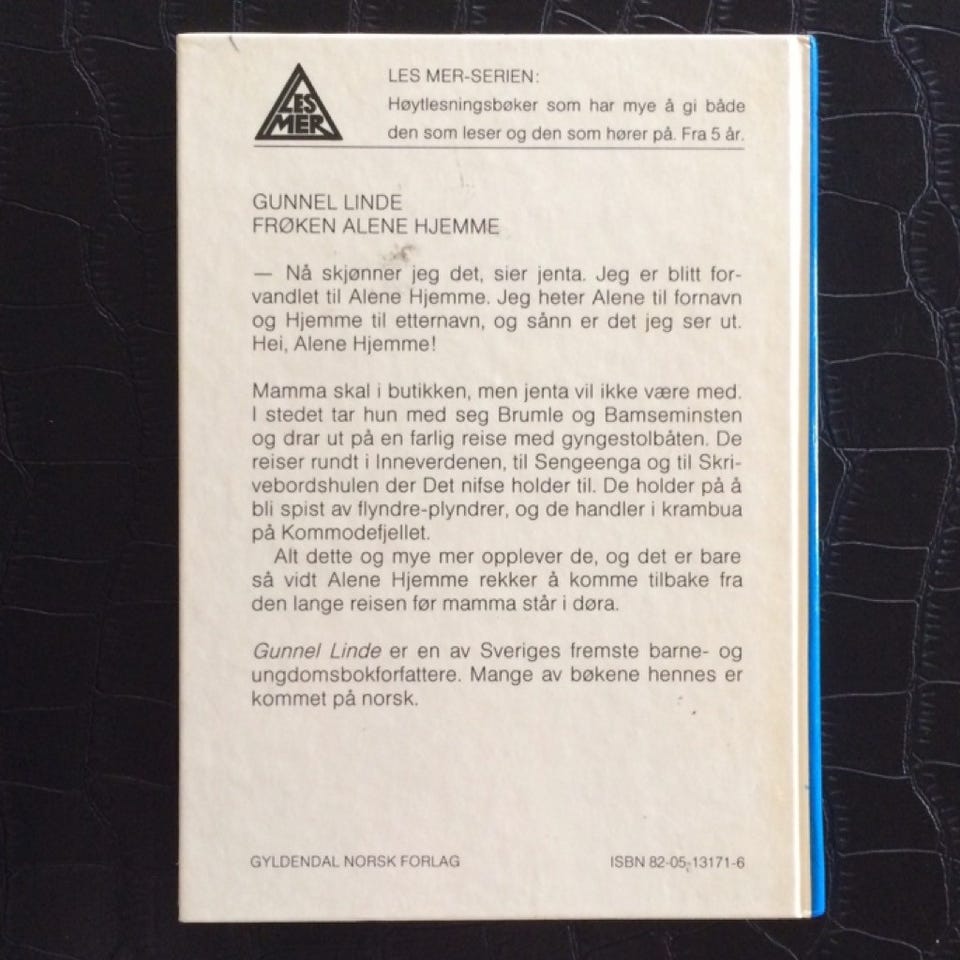 LES
MER
LES MER-SERIEN:
Høytlesningsbøker som har mye å gi både
den som leser og den som hører på. Fra 5 år.
GUNNEL LINDE
FRØKEN ALENE HJEMME
— Nå skjønner jeg det, sier jenta. Jeg er blitt for-
vandlet til Alene Hjemme. Jeg heter Alene til fornavn
og Hjemme til etternavn, og sånn er det jeg ser ut.
Hei, Alene Hjemme!
Mamma skal i butikken, men jenta vil ikke være med.
I stedet tar hun med seg Brumle og Bamseminsten
og drar ut på en farlig reise med gyngestolbåten. De
reiser rundt i Inneverdenen, til Sengeenga og til Skri-
vebordshulen der Det nifse holder til. De holder på å
bli spist av flyndre-plyndrer, og de handler i krambua
på Kommodefjellet.
Alt dette og mye mer opplever de, og det er bare
så vidt Alene Hjemme rekker å komme tilbake fra
den lange reisen før mamma står i døra.
Gunnel Linde er en av Sveriges fremste barne- og
ungdomsbokforfattere. Mange av bøkene hennes er
kommet på norsk.
GYLDENDAL NORSK FORLAG
ISBN 82-05-13171-6